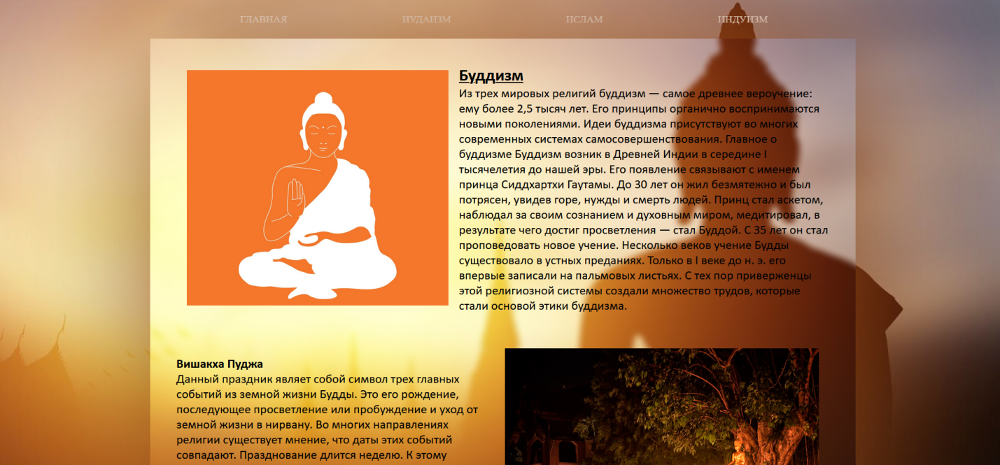 ГЛАВНАЯ ИУДАИЗМ ИСЛАМ ИНДУИЗМ
Буддизм
Из трех мировых религий буддизм — самое древнее вероучение:
ему более 2,5 тысяч лет. Его принципы органично воспринимаются
новыми поколениями. Идеи буддизма присутствуют во многих
современных системах самосовершенствования. Главное о
буддизме Буддизм возник в Древней Индии в середине I
тысячелетия до нашей эры. Его появление связывают с именем
принца Сиддхартхи Гаутамы. До 30 лет он жил безмятежно и был
потрясен, увидев горе, нужды и смерть людей. Принц стал аскетом,
наблюдал за своим сознанием и духовным миром, медитировал, в
результате чего достиг просветления — стал Буддой. С 35 лет он стал
проповедовать новое учение. Несколько веков учение Будды
существовало в устных преданиях. Только в I веке до н. э. его
впервые записали на пальмовых листьях. С тех пор приверженцы
этой религиозной системы создали множество трудов, которые
стали основой этики буддизма.
Вишакха Пуджа
Данный праздник являет собой символ трех главных
событий из земной жизни Будды. Это его рождение,
последующее просветление или пробуждение и уход от
земной жизни в нирвану. Во многих направлениях
религии существует мнение, что даты этих событий
совпадают. Празднование длится неделю. К этому